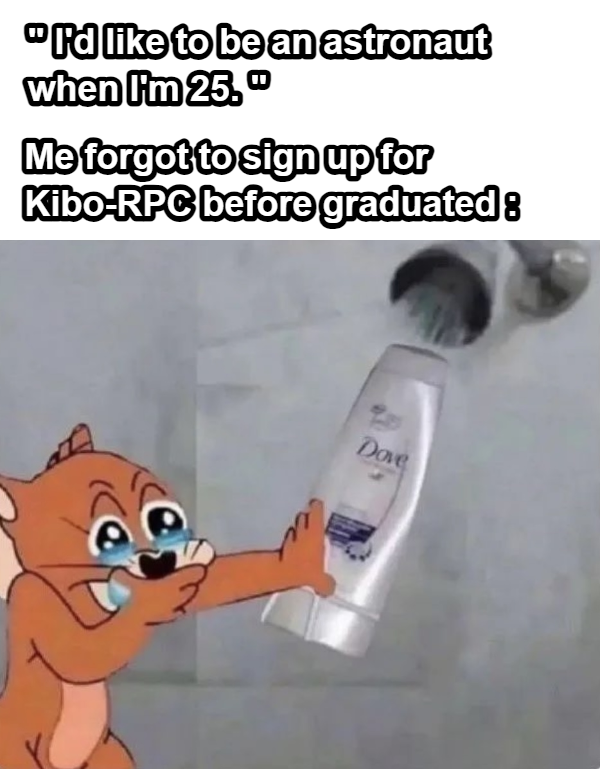 " I'd like to be an astronaut
when I'm 25. "
Me forgot to sign up for
Kibo-RPC before graduated :
Dove